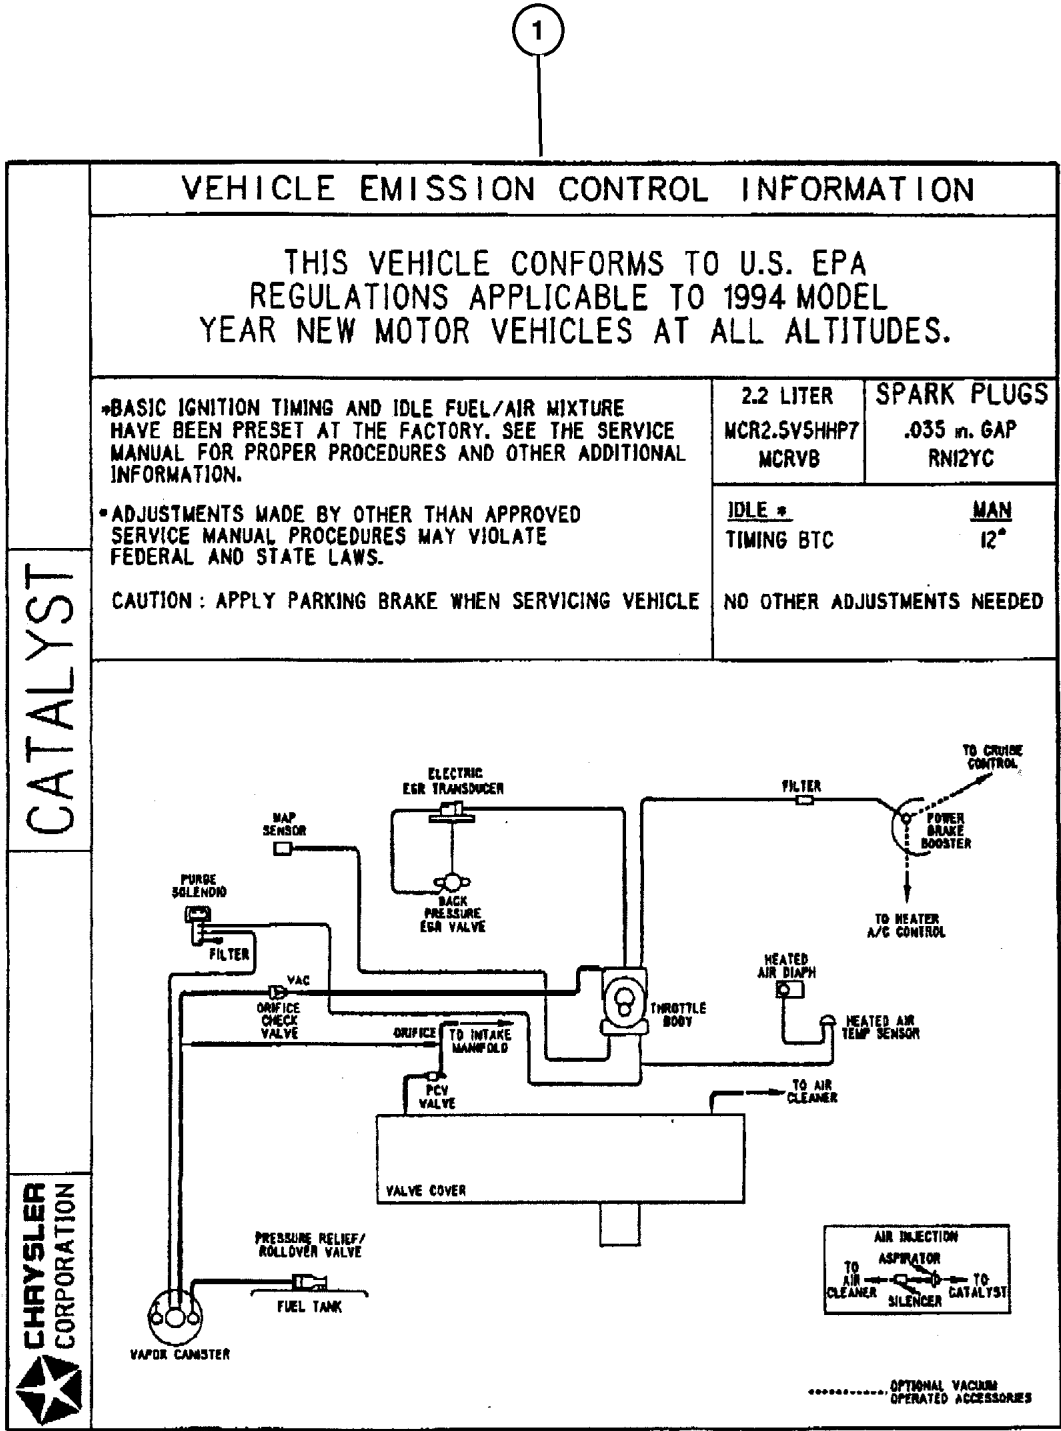 1
VEHICLE EMISSION CONTROL INFORMATION
THIS VEHICLE CONFORMS TO U.S. EPA
REGULATIONS APPLICABLE TO 1994 MODEL
YEAR NEW MOTOR VEHICLES AT ALL ALTITUDES.
*BASIC IGNITION TIMING AND IDLE FUEL/AIR MIXTURE
HAVE BEEN PRESET AT THE FACTORY. SEE THE SERVICE
MANUAL FOR PROPER PROCEDURES AND OTHER ADDITIONAL
INFORMATION.
•ADJUSTMENTS MADE BY OTHER THAN APPROVED
SERVICE MANUAL PROCEDURES MAY VIOLATE
FEDERAL AND STATE LAWS.
CAUTION : APPLY PARKING BRAKE WHEN SERVICING VEHICLE
2.2 LITER
MCR2.5V5HHP7
MCRVB
SPARK PLUGS
.035 in. GAP
RN12YC
IDLE * MAN
TIMING BTC 12°
NO OTHER ADJUSTMENTS NEEDED
CATALYST
CHRYSLER
CORPORATION
TO CRUISE
CONTROL
ELECTRIC
EGR TRANSDUCER
FILTER
MAP
SENSOR
POWER
BRAKE
BOOSTER
PURGE
SOLENDIO
BACK
PRESSURE
EGR VALVE
TO HEATER
A/C CONTROL
FILTER
HEATED
AIR DIAPH
VAC
ORIFICE
CHECK
VALVE
THROTTLE
BODY
HEATED AIR
TEMP SENSOR
ORIFICE
TO INTAKE
MANIFOLD
PCV
VALVE
TO AIR
CLEANER
VALVE COVER
PRESSURE RELIEF/
ROLLOVER VALVE
FUEL TANK
VAPOR CANISTER
AIR INJECTION
ASPIRATOR
TO
AIR
CLEANER
SILENCER
TO
CATALYST
OPTIONAL VACUUM
OPERATED ACCESSORIES